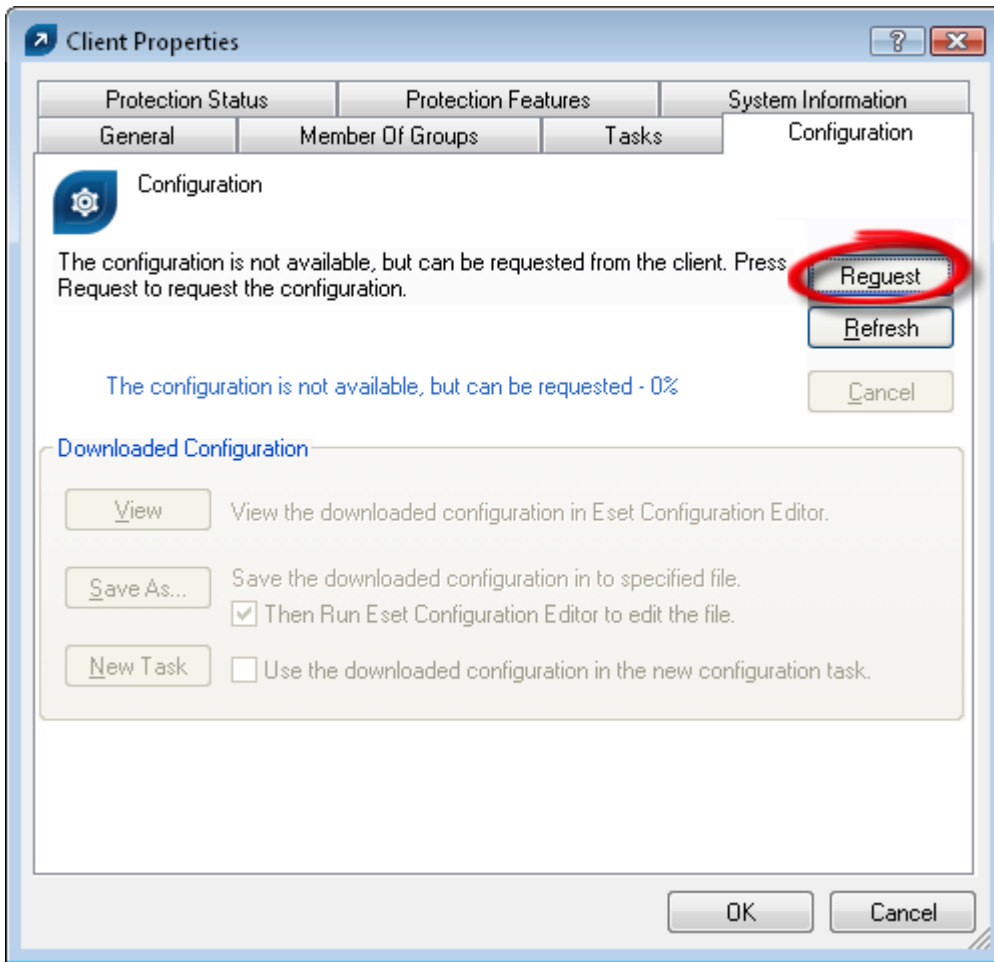 Client Properties
Protection Status Protection Features System Information
General Member Of Groups Tasks Configuration
Configuration
The configuration is not available, but can be requested from the client. Press
Request to request the configuration.
Request
Refresh
The configuration is not available, but can be requested - 0%
Cancel
Downloaded Configuration
View View the downloaded configuration in Eset Configuration Editor.
Save As... Save the downloaded configuration in to specified file.
Then Run Eset Configuration Editor to edit the file.
New Task Use the downloaded configuration in the new configuration task.
OK Cancel